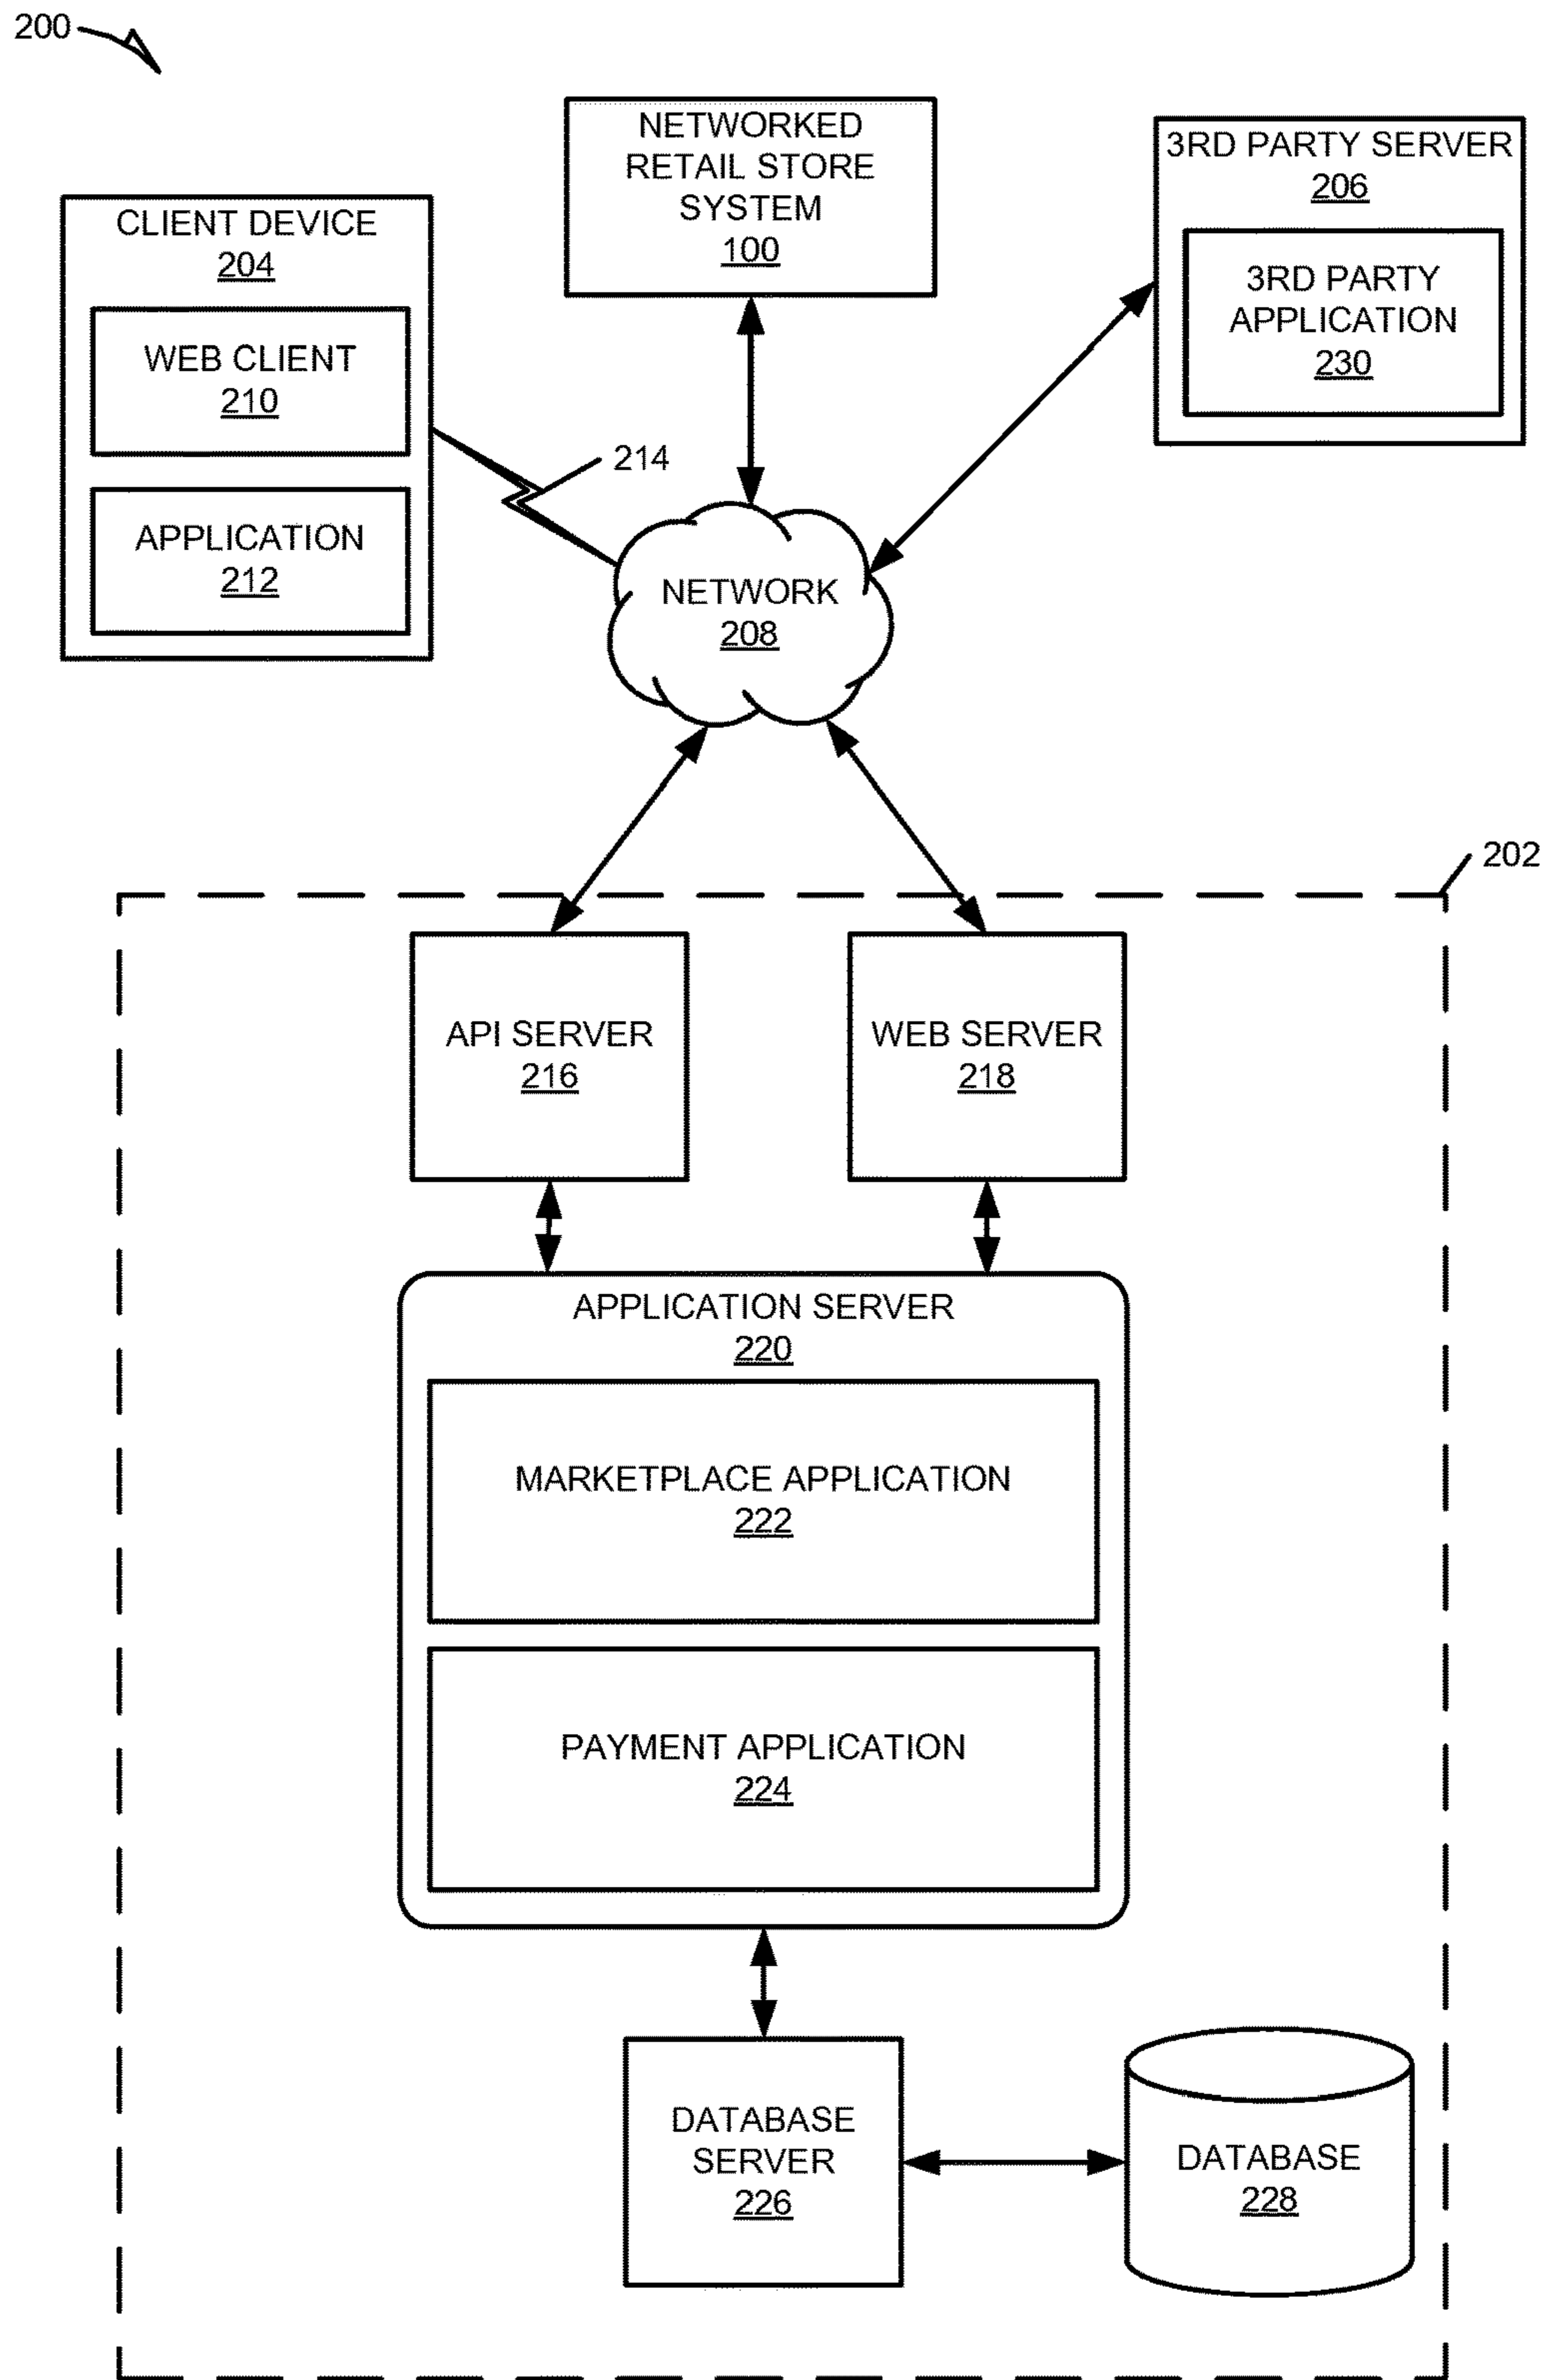 200
NETWORKED
RETAIL STORE
SYSTEM
100
3RD PARTY SERVER
206
3RD PARTY
APPLICATION
230
CLIENT DEVICE
204
WEB CLIENT
210
APPLICATION
212
214
NETWORK
208
202
API SERVER
216
WEB SERVER
218
APPLICATION SERVER
220
MARKETPLACE APPLICATION
222
PAYMENT APPLICATION
224
DATABASE
SERVER
226
DATABASE
228